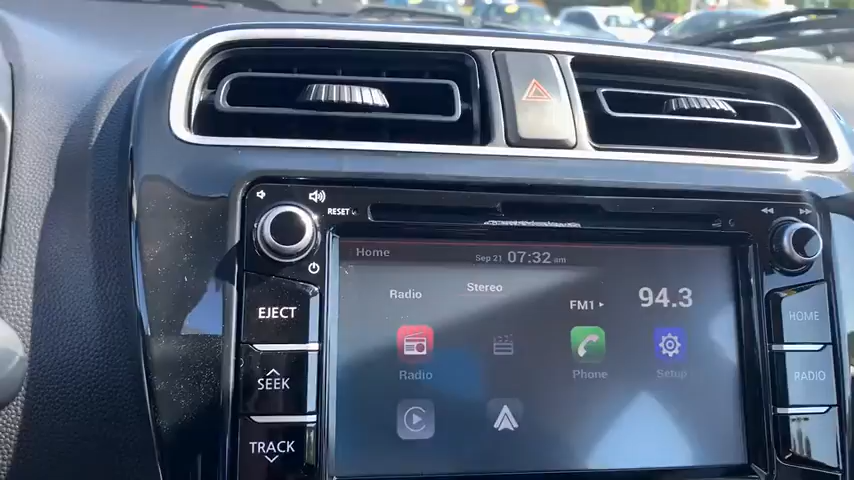 RESET
Home
Sep 21 07:32 am
Radio
Stereo
FM1
94.3
EJECT
HOME
Radio
Phone
Setup
SEEK
RADIO
TRACK